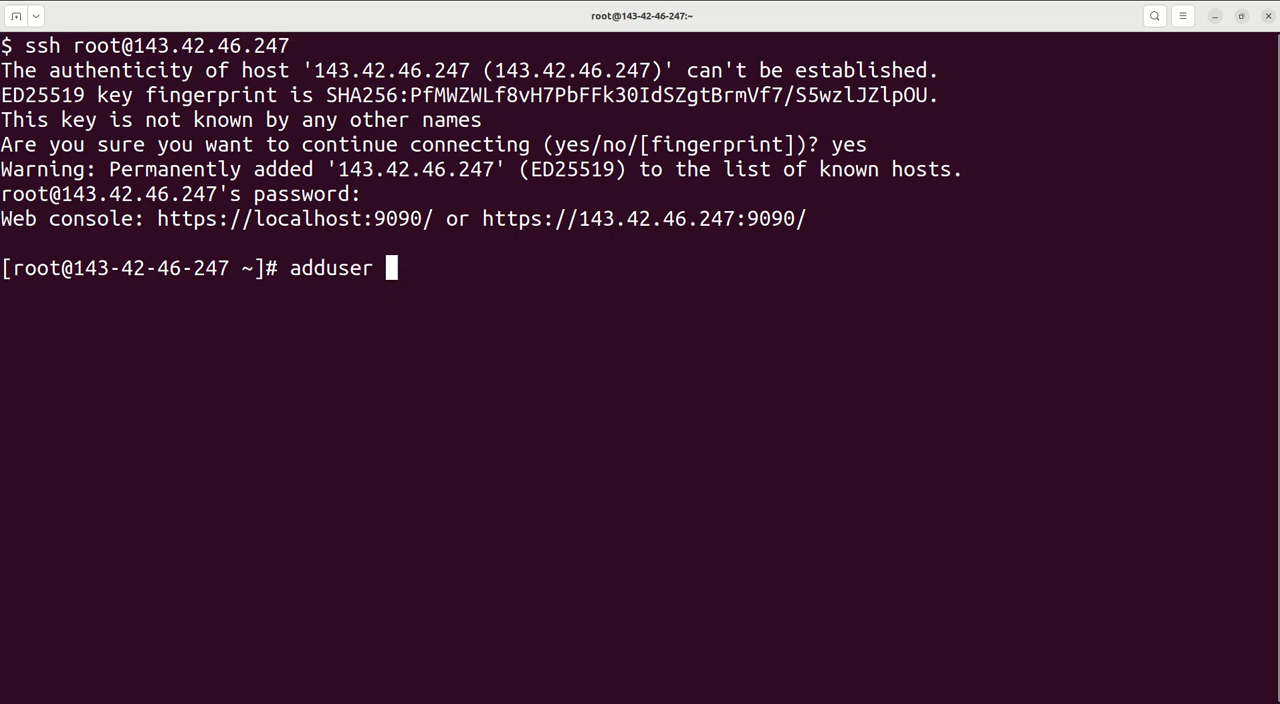 root@143-42-46-247:~
$ ssh root@143.42.46.247
The authenticity of host '143.42.46.247 (143.42.46.247)' can't be established.
ED25519 key fingerprint is SHA256:PfMWZWLf8vH7PbFFk30IdSZgtBrmVf7/S5wzlJZlpOU.
This key is not known by any other names
Are you sure you want to continue connecting (yes/no/[fingerprint])? yes
Warning: Permanently added '143.42.46.247' (ED25519) to the list of known hosts.
root@143.42.46.247's password:
Web console: https://localhost:9090/ or https://143.42.46.247:9090/
[root@143-42-46-247 ~]# adduser